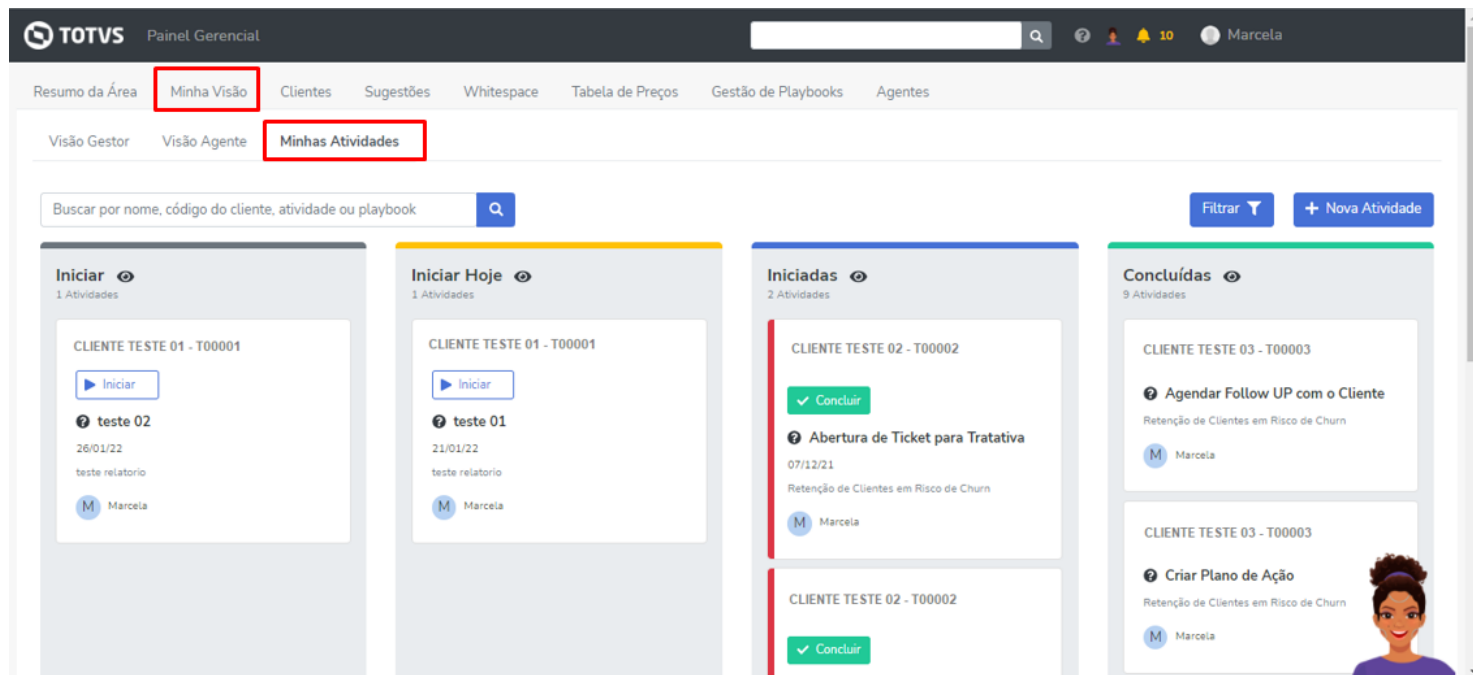 TOTVS Painel Gerencial 10 Marcela
Resumo da Área Minha Visão Clientes Sugestões Whitespace Tabela de Preços Gestão de Playbooks Agentes
Visão Gestor Visão Agente Minhas Atividades
Buscar por nome, código do cliente, atividade ou playbook Filtrar + Nova Atividade
Iniciar
1 Atividades
CLIENTE TESTE 01 - T00001
Iniciar
teste 02
26/01/22
teste relatorio
M Marcela
Iniciar Hoje
1 Atividades
CLIENTE TESTE 01 - T00001
Iniciar
teste 01
21/01/22
teste relatorio
M Marcela
Iniciadas
2 Atividades
CLIENTE TESTE 02 - T00002
Concluir
Abertura de Ticket para Tratativa
07/12/21
Retenção de Clientes em Risco de Churn
M Marcela
CLIENTE TESTE 02 - T00002
Concluir
Concluídas
9 Atividades
CLIENTE TESTE 03 - T00003
Agendar Follow UP com o Cliente
Retenção de Clientes em Risco de Churn
M Marcela
CLIENTE TESTE 03 - T00003
Criar Plano de Ação
Retenção de Clientes em Risco de Churn
M Marcela